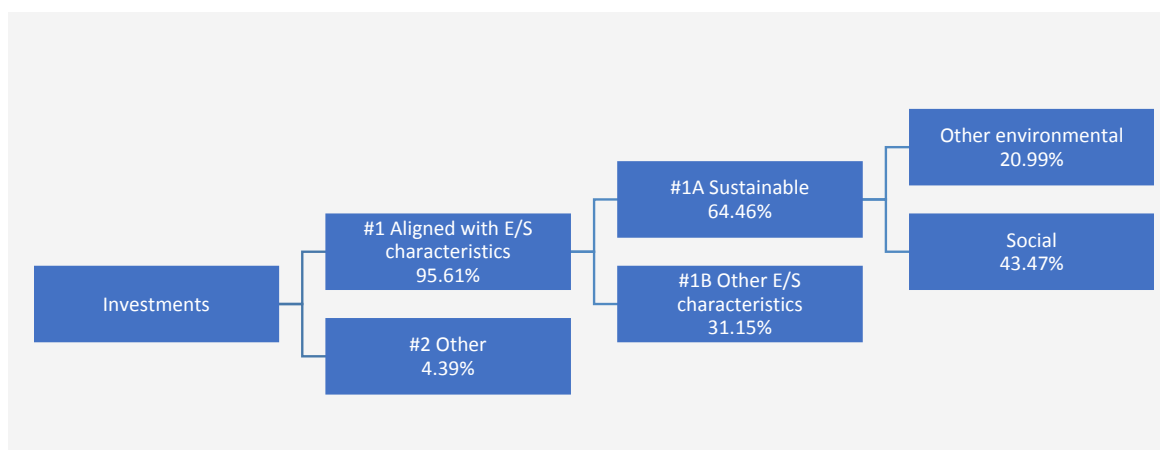 Other environmental
20.99%
#1A Sustainable
64.46%
#1 Aligned with E/S
characteristics
95.61%
Social
43.47%
Investments
#1B Other E/S
characteristics
31.15%
#2 Other
4.39%